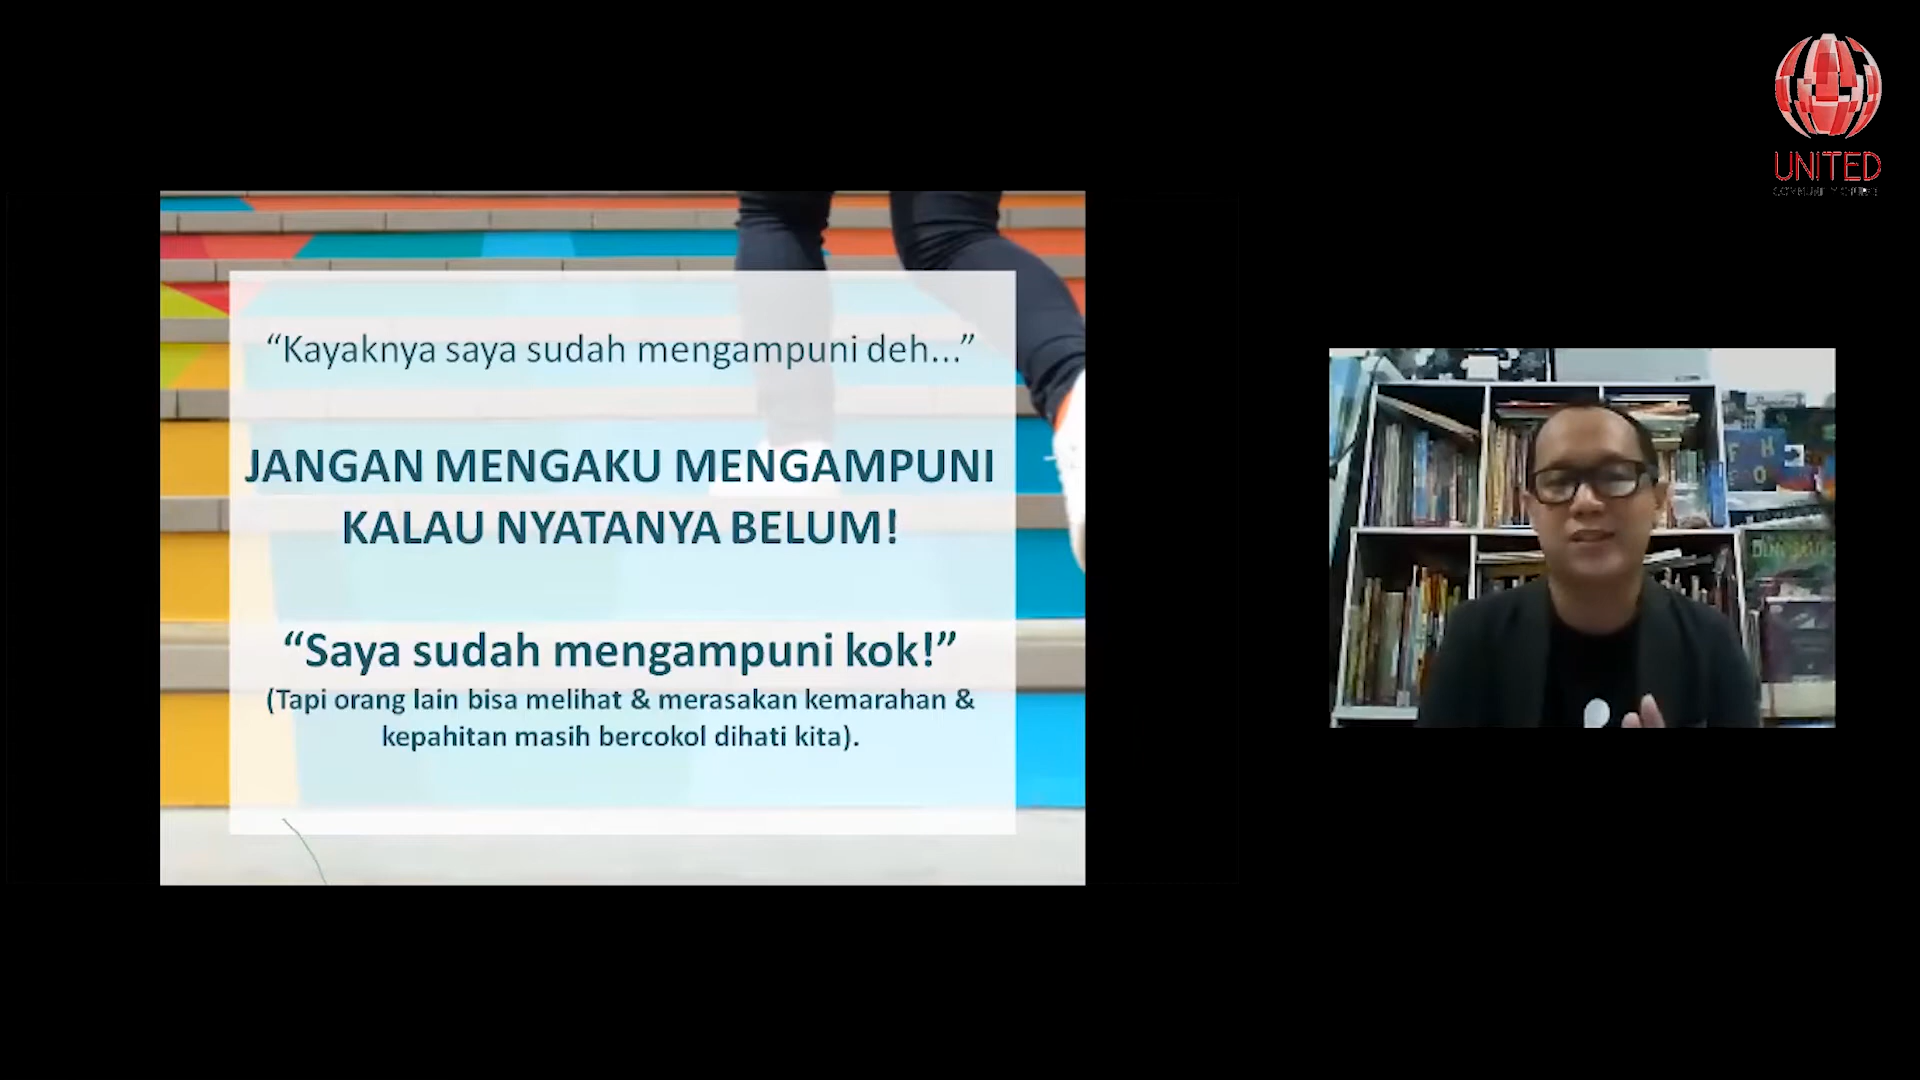 UNITED
"Kayaknya saya sudah mengampuni deh..."
JANGAN MENGAKU MENGAMPUNI
KALAU NYATANYA BELUM!
"Saya sudah mengampuni kok!"
(Tapi orang lain bisa melihat & merasakan kemarahan &
kepahitan masih bercokol dihati kita).